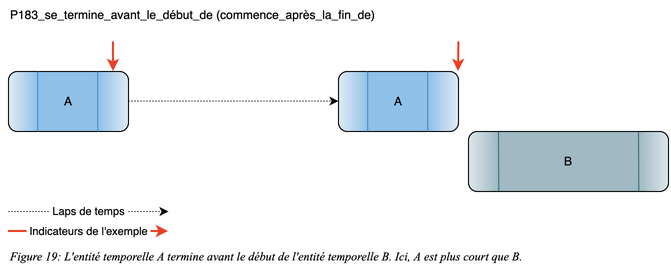 P183_se_termine_avant_le_début_de (commence_après_la_fin_de)
A
A
B
Laps de temps
Indicateurs de l'exemple
Figure 19: L'entité temporelle A termine avant le début de l'entité temporelle B. Ici, A est plus court que B.